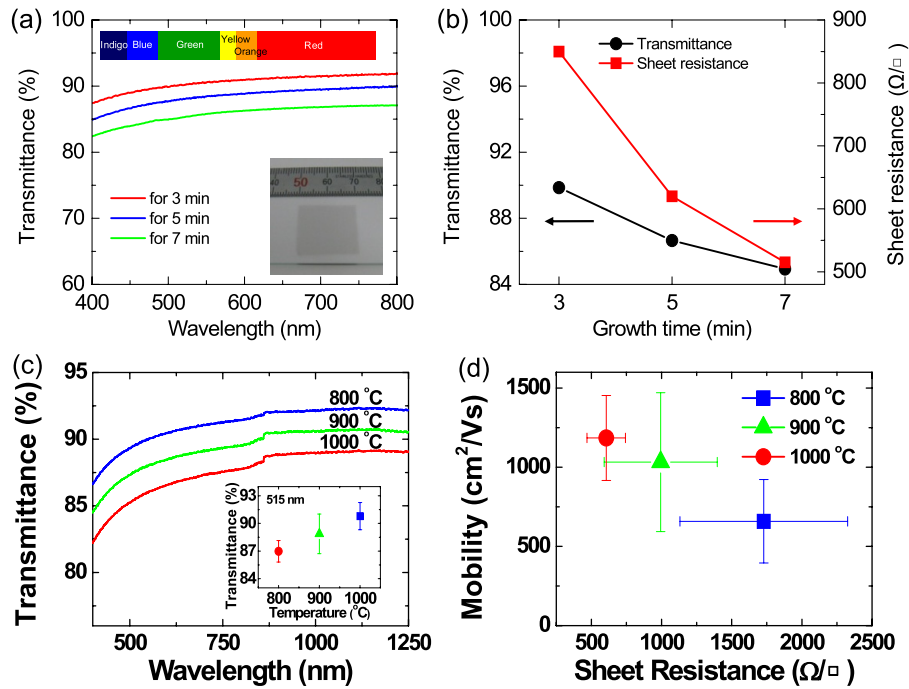 (a)
100
90
80
70
60
Transmittance (%)
Indigo
Blue
Green
Yellow
Orange
Red
for 3 min
for 5 min
for 7 min
50
60
70
400
500
600
700
800
Wavelength (nm)
(b)
100
96
92
88
84
Transmittance (%)
Transmittance
Sheet resistance
900
800
700
600
500
Sheet resistance (Ω/□)
3
5
7
Growth time (min)
(c)
95
90
85
80
Transmittance (%)
800 °C
900 °C
1000 °C
515 nm
93
90
87
84
Transmittance (%)
800
900
1000
Temperature (°C)
500
750
1000
1250
Wavelength (nm)
(d)
1500
1000
500
0
Mobility (cm²/Vs)
800 °C
900 °C
1000 °C
500
1000
1500
2000
2500
Sheet Resistance (Ω/□ )